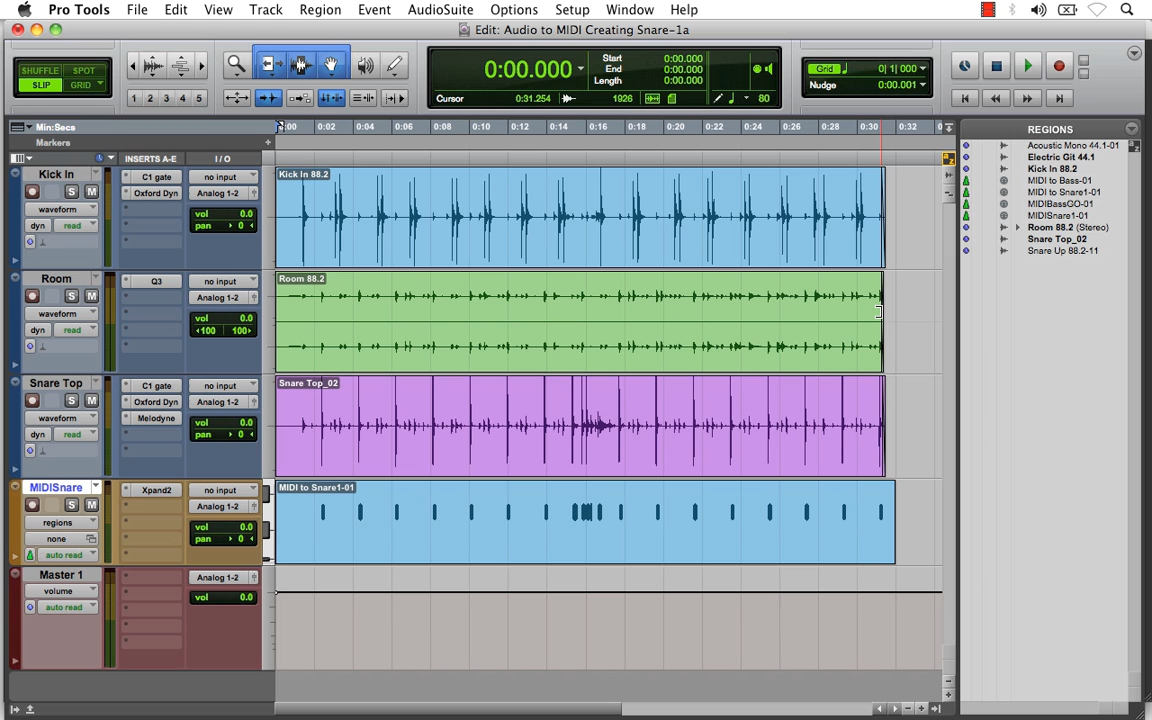 Pro Tools File Edit View Track Region Event AudioSuite Options Setup Window Help
Edit: Audio to MIDI Creating Snare-1a
SHUFFLE SPOT
SLIP GRID
1 2 3 4 5
0:00.000
Start 0:00.000
End 0:00.000
Length 0:00.000
Cursor 0:31.254 1926 80
Grid 0| 1| 000
Nudge 0:00.001
Min:Secs
0:00 0:02 0:04 0:06 0:08 0:10 0:12 0:14 0:16 0:18 0:20 0:22 0:24 0:26 0:28 0:30 0:32
Markers
INSERTS A-E I / O
Kick In
S M
waveform
dyn read
C1 gate
Oxford Dyn
no input
Analog 1-2
vol 0.0
pan 0
Kick In 88.2
Room
S M
waveform
dyn read
Q3
no input
Analog 1-2
vol 0.0
100 100
Room 88.2
Snare Top
S M
waveform
dyn read
C1 gate
Oxford Dyn
Melodyne
no input
Analog 1-2
vol 0.0
pan 0
Snare Top_02
MIDISnare
S M
regions
none
auto read
Xpand2
no input
Analog 1-2
vol 0.0
pan 0
MIDI to Snare1-01
Master 1
volume
auto read
Analog 1-2
vol 0.0
REGIONS
Acoustic Mono 44.1-01
Electric Git 44.1
Kick In 88.2
MIDI to Bass-01
MIDI to Snare1-01
MIDIBassGO-01
MIDISnare1-01
Room 88.2 (Stereo)
Snare Top_02
Snare Up 88.2-11